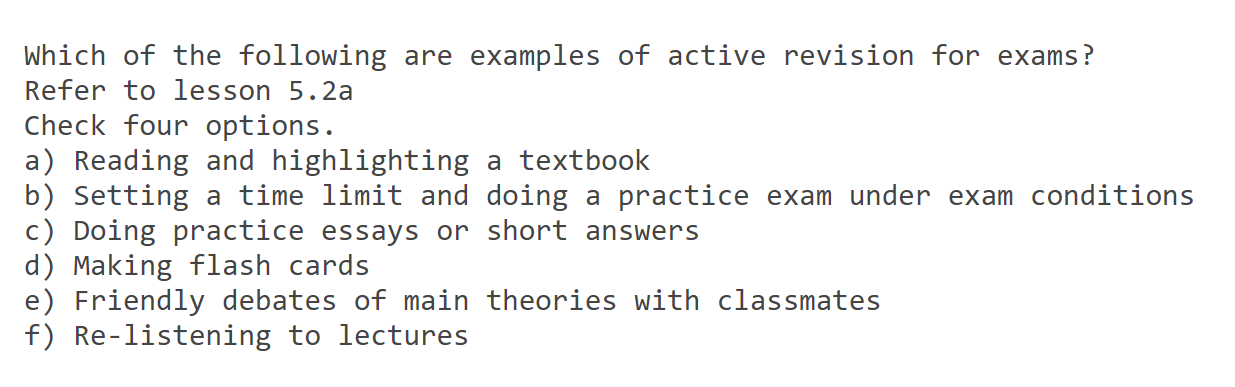 Which of the following are examples of active revision for exams?
Refer to lesson 5.2a
Check four options.
a) Reading and highlighting a textbook
b) Setting a time limit and doing a practice exam under exam conditions
c) Doing practice essays or short answers
d) Making flash cards
e) Friendly debates of main theories with classmates
f) Re-listening to lectures